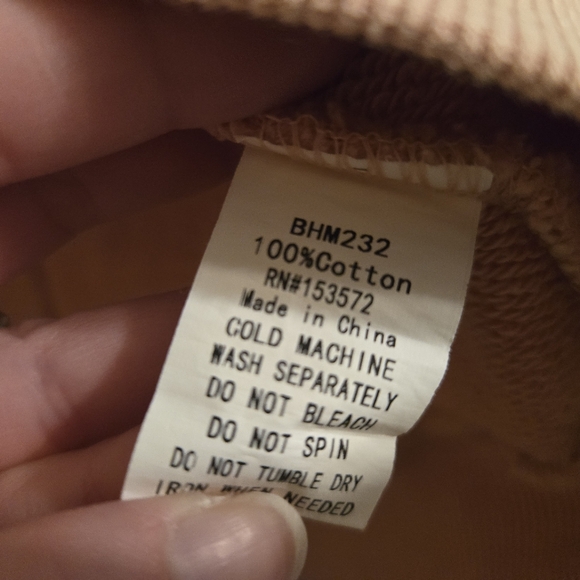 BHM232
100%Cotton
RN#153572
Made in China
COLD MACHINE
WASH SEPARATELY
DO NOT BLEACH
DO NOT SPIN
DO NOT TUMBLE DRY
IRON WHEN NEEDED